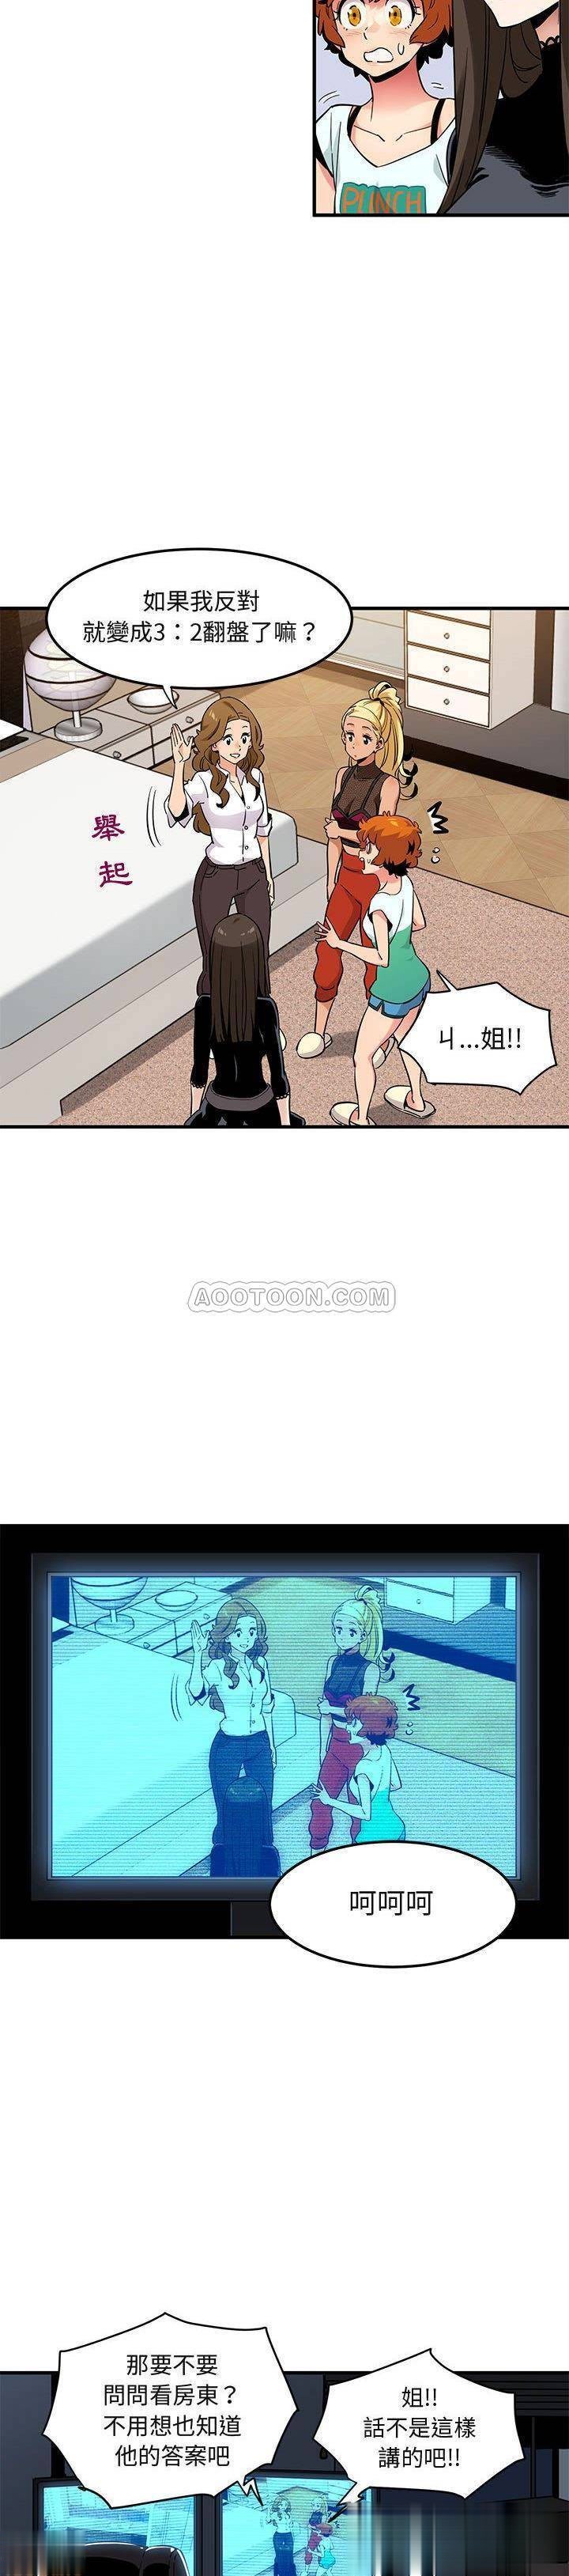 PUNCH
如果我反對
就變成3：2翻盤了嘛？
舉
起
ㄐ...姐!!
AOOTOON.COM
呵呵呵
那要不要
問問看房東？
不用想也知道
他的答案吧
姐!!
話不是這樣
講的吧!!